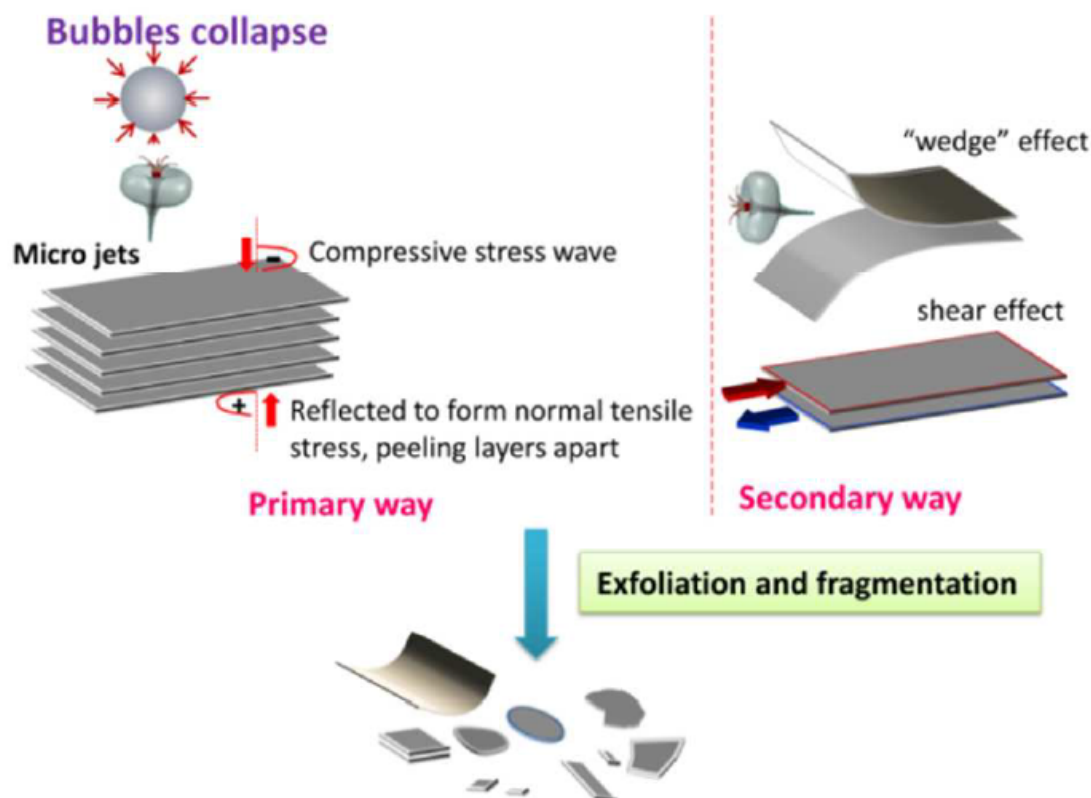 Bubbles collapse
Micro jets
Compressive stress wave
-
+
Reflected to form normal tensile
stress, peeling layers apart
Primary way
“wedge” effect
shear effect
Secondary way
Exfoliation and fragmentation